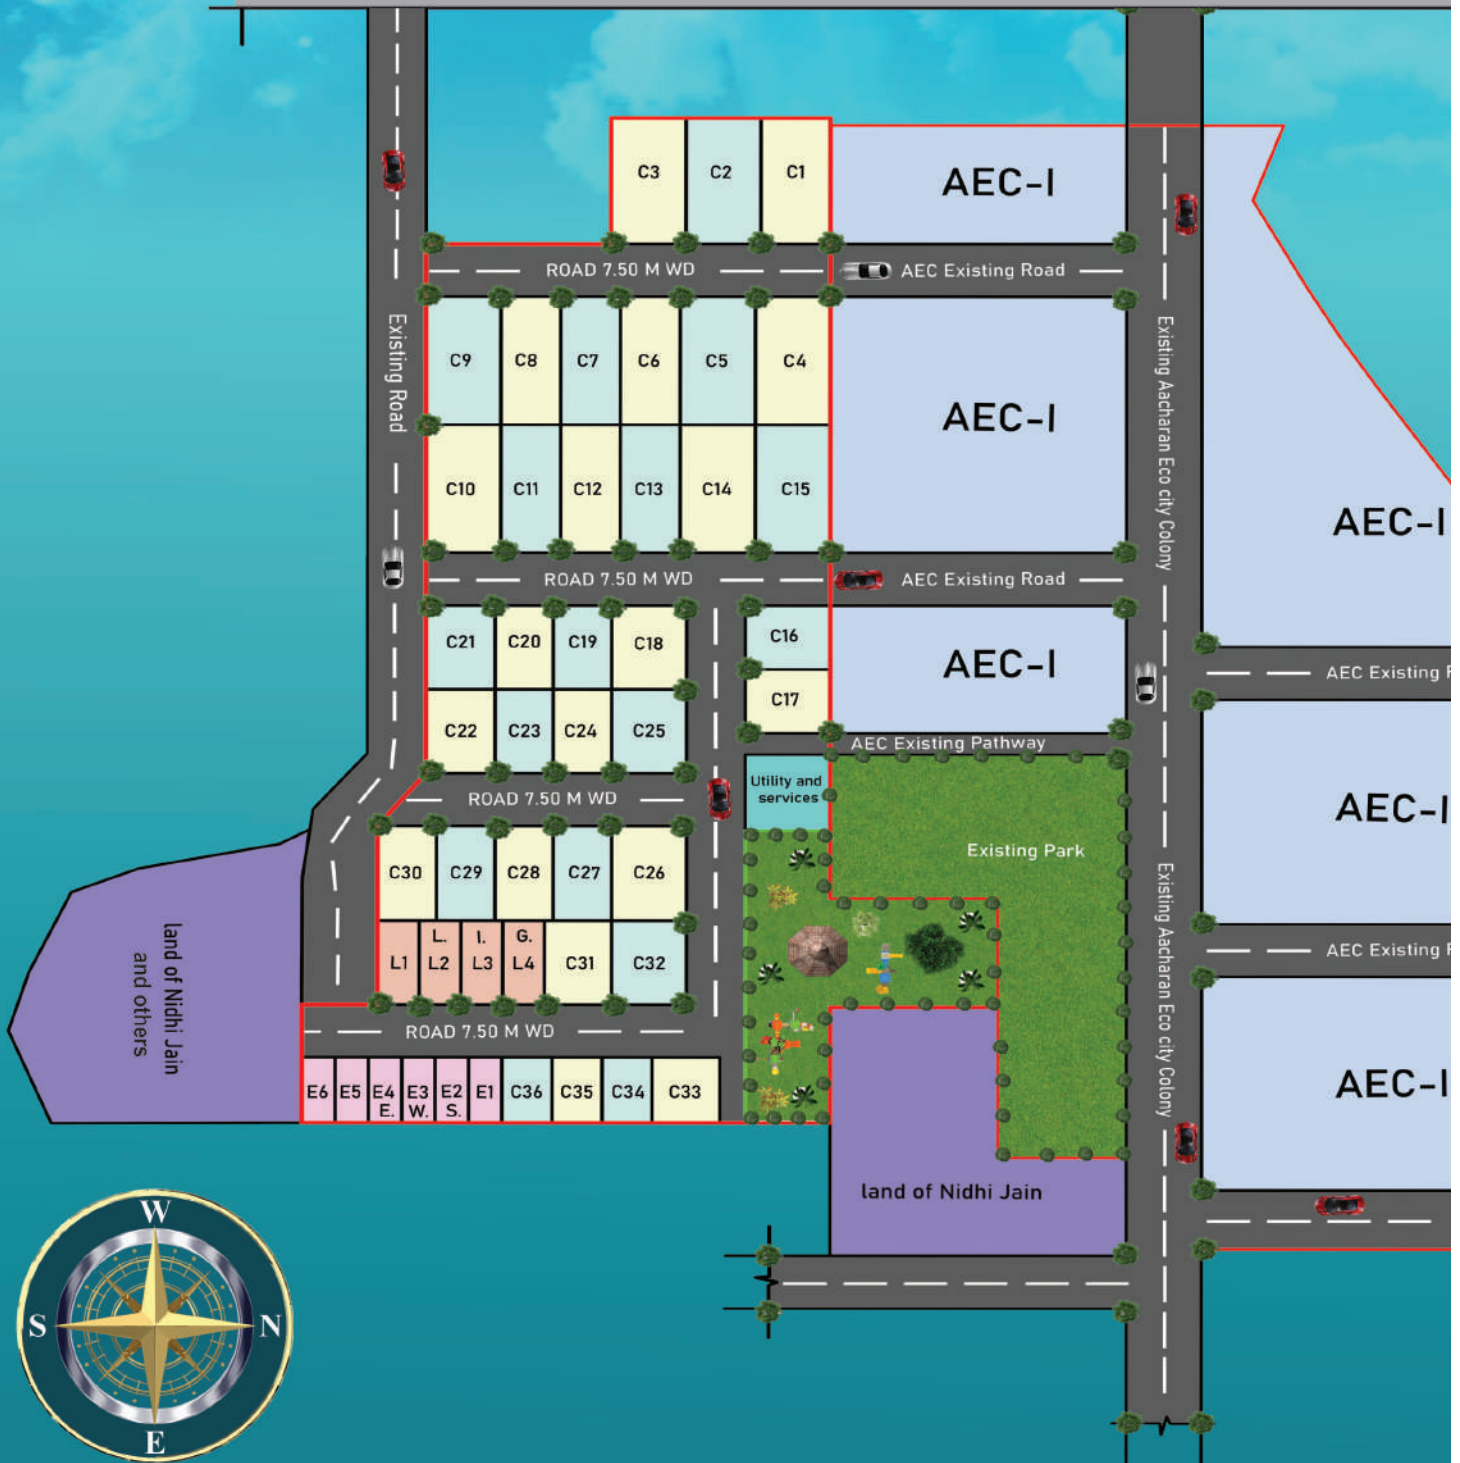 C3 C2 C1 AEC-I
ROAD 7.50 M WD AEC Existing Road
Existing Road
C9 C8 C7 C6 C5 C4
AEC-I
Existing Aacharan Eco city Colony
C10 C11 C12 C13 C14 C15
AEC-I
ROAD 7.50 M WD AEC Existing Road
C21 C20 C19 C18 C16
AEC-I
AEC Existing
C17
C22 C23 C24 C25
AEC Existing Pathway
Utility and
services
ROAD 7.50 M WD
AEC-I
Existing Park
C30 C29 C28 C27 C26
Existing Aacharan Eco city Colony
L. I. G.
L1 L2 L3 L4 C31 C32
AEC Existing
land of Nidhi Jain
and others
ROAD 7.50 M WD
E6 E5 E4 E3 E2 E1 C36 C35 C34 C33
E. W. S.
AEC-I
land of Nidhi Jain
W
S N
E